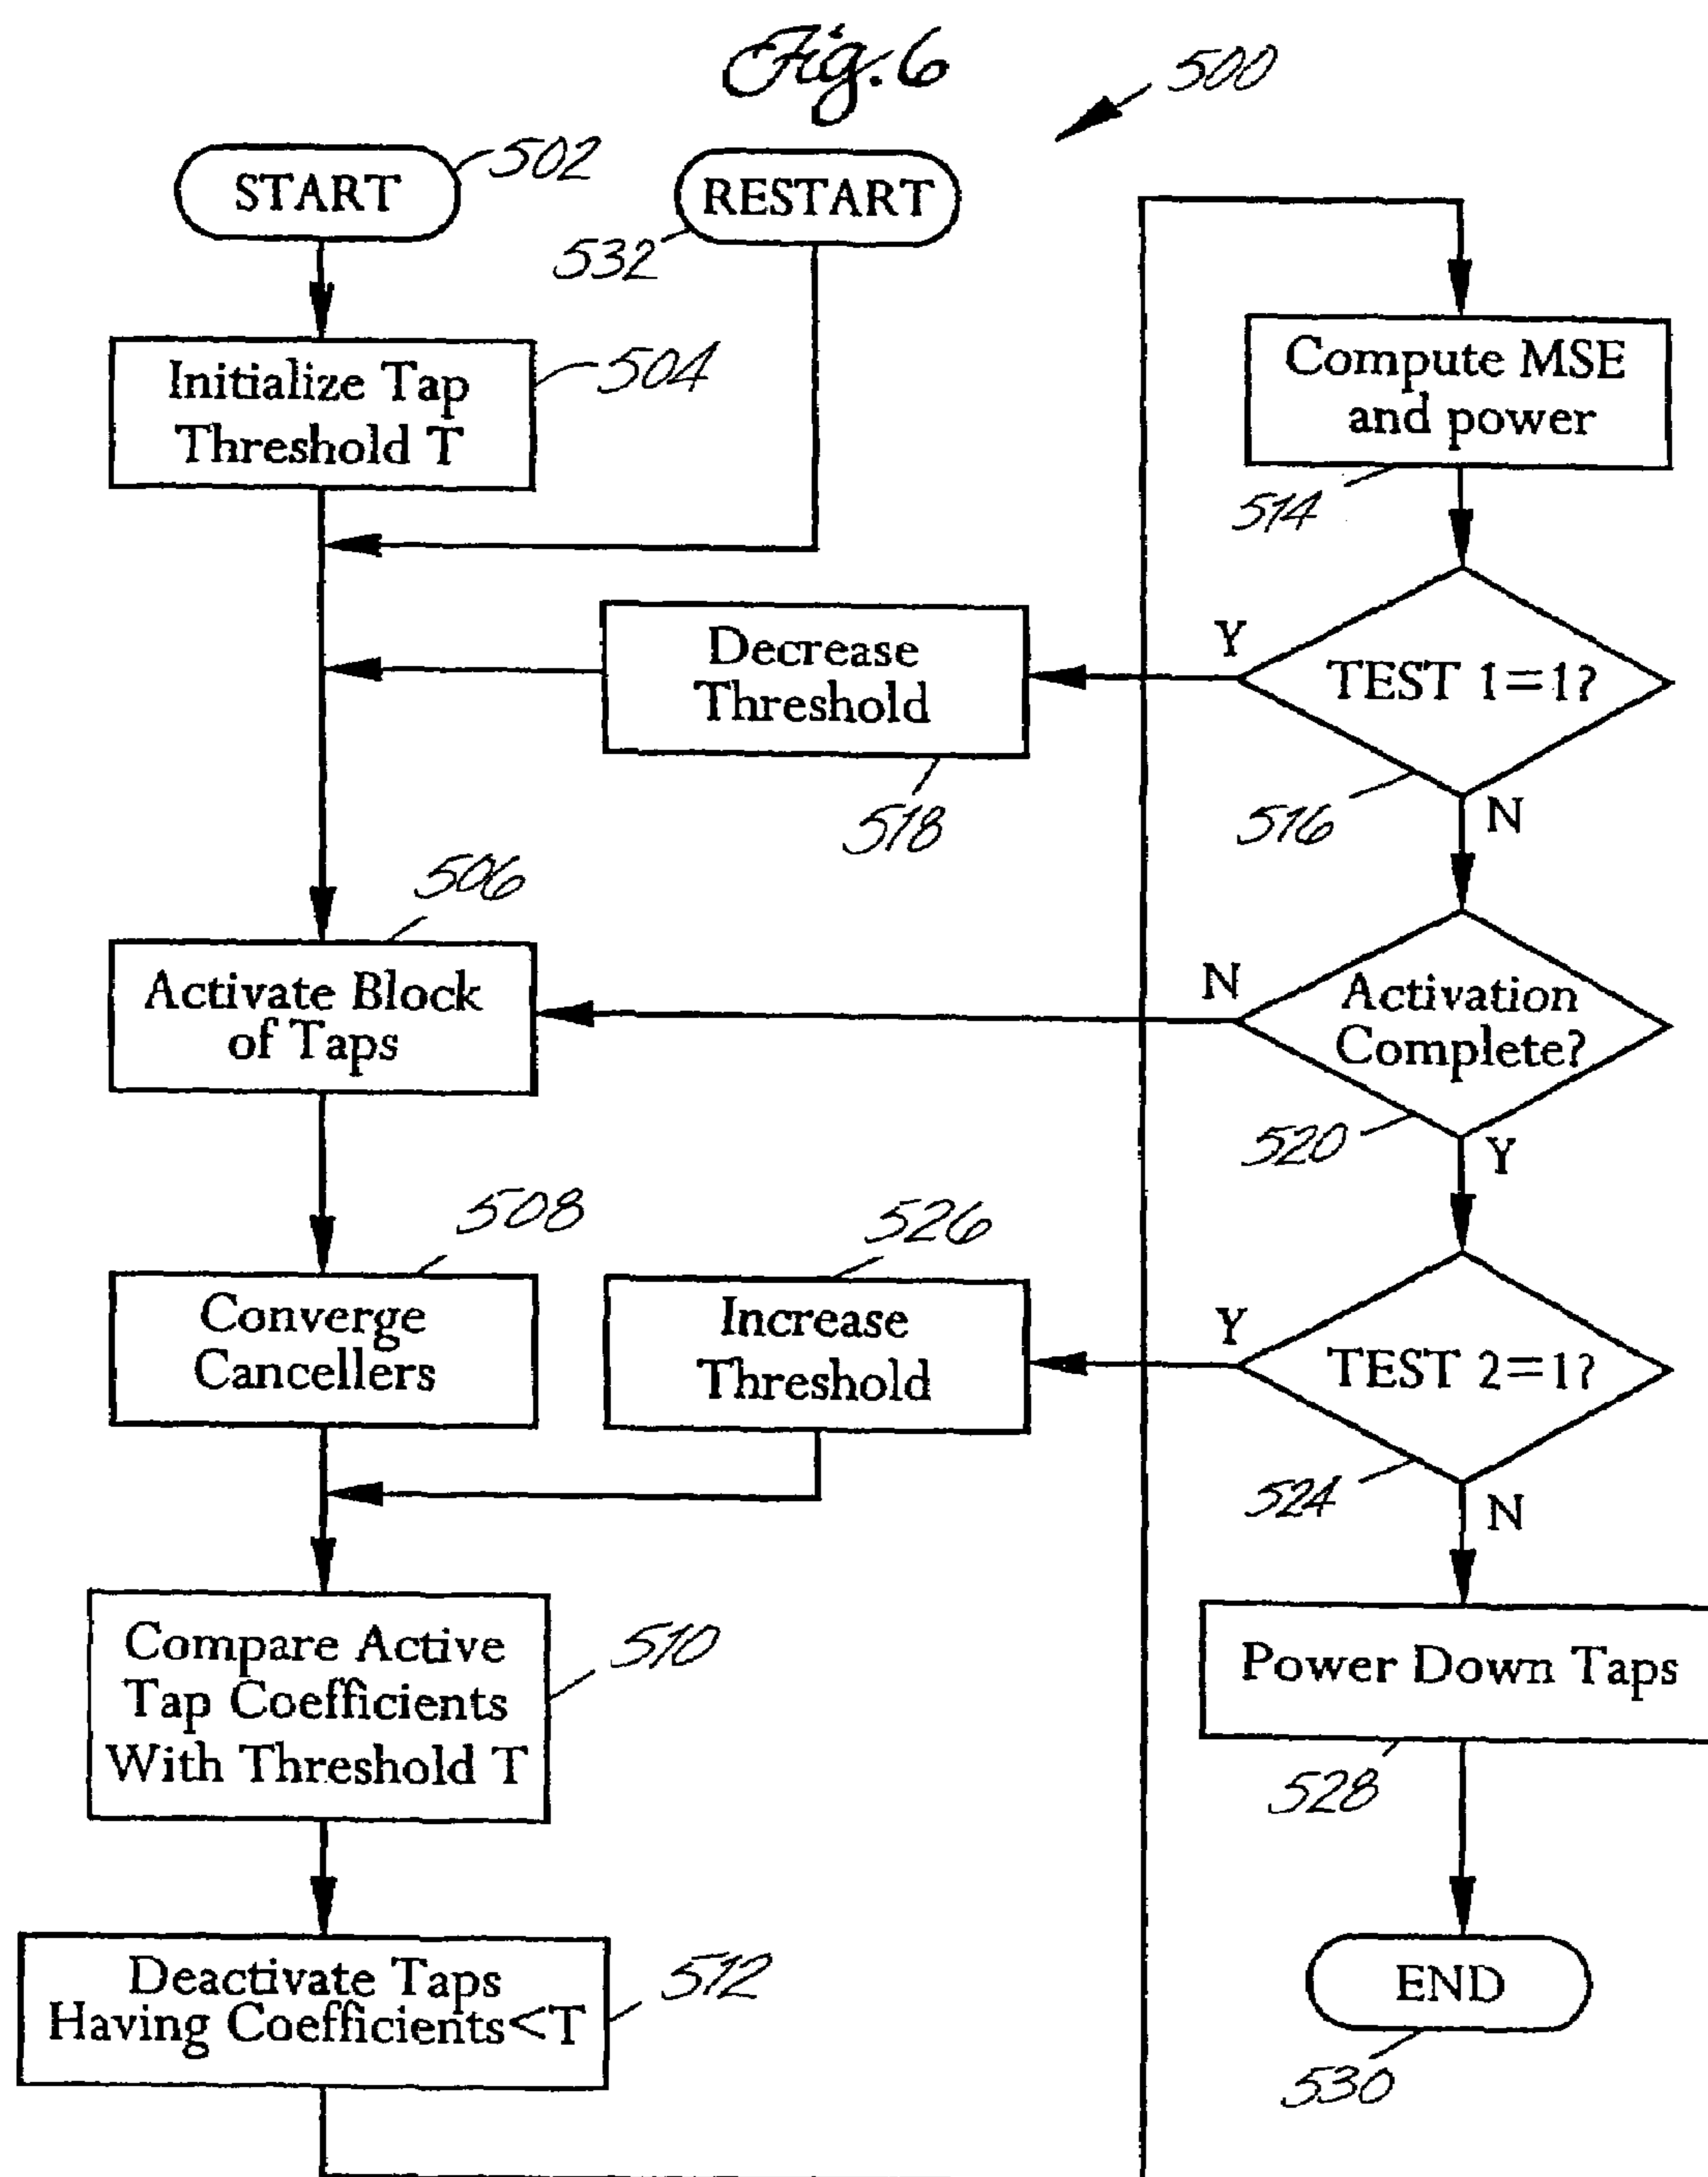 Fig. 6
500
START
502
RESTART
532
Initialize Tap
Threshold T
504
Compute MSE
and power
514
Decrease
Threshold
518
Y
TEST 1=1?
516
N
506
Activate Block
of Taps
N
Activation
Complete?
520
Y
508
Converge
Cancellers
526
Increase
Threshold
Y
TEST 2=1?
524
N
Compare Active
Tap Coefficients
With Threshold T
510
Power Down Taps
528
Deactivate Taps
Having Coefficients<T
512
END
530